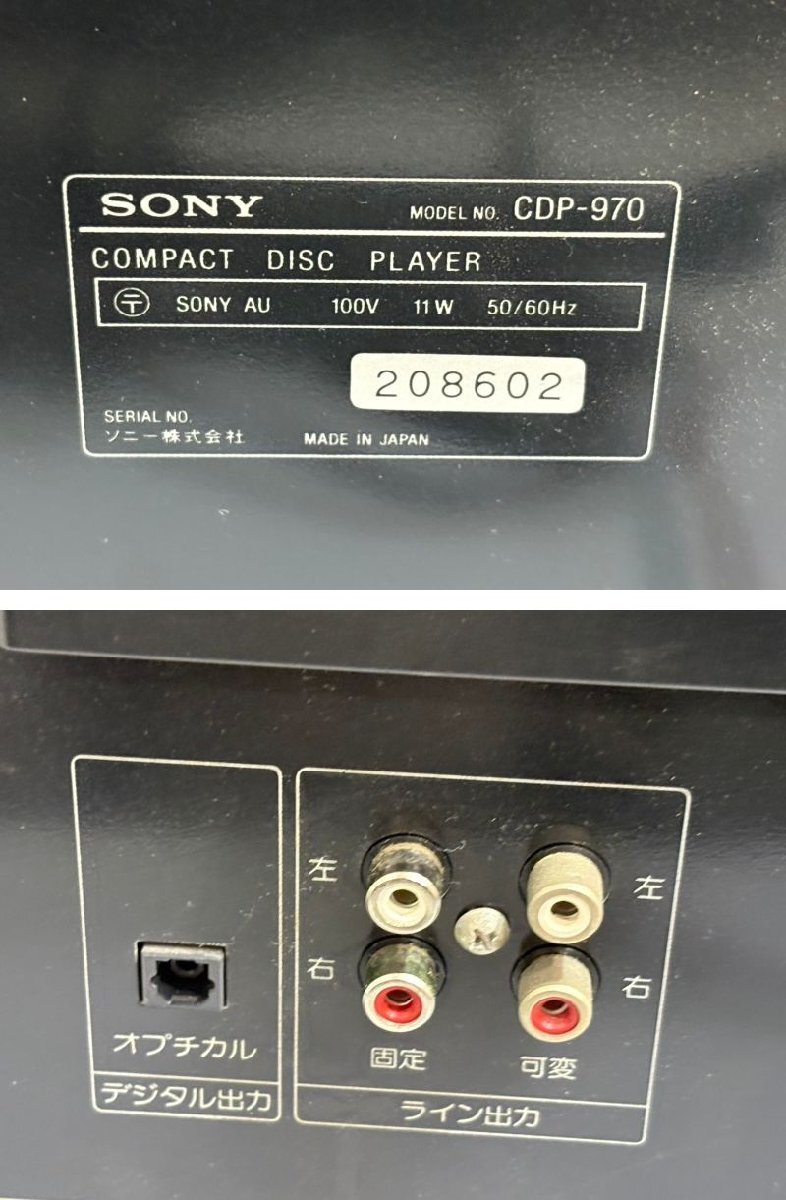 SONY MODEL NO. CDP-970
COMPACT DISC PLAYER
〒 SONY AU 100V 11W 50/60Hz
208602
SERIAL NO.
ソニー株式会社 MADE IN JAPAN
左 左
右 右
オプチカル 固定 可変
デジタル出力 ライン出力